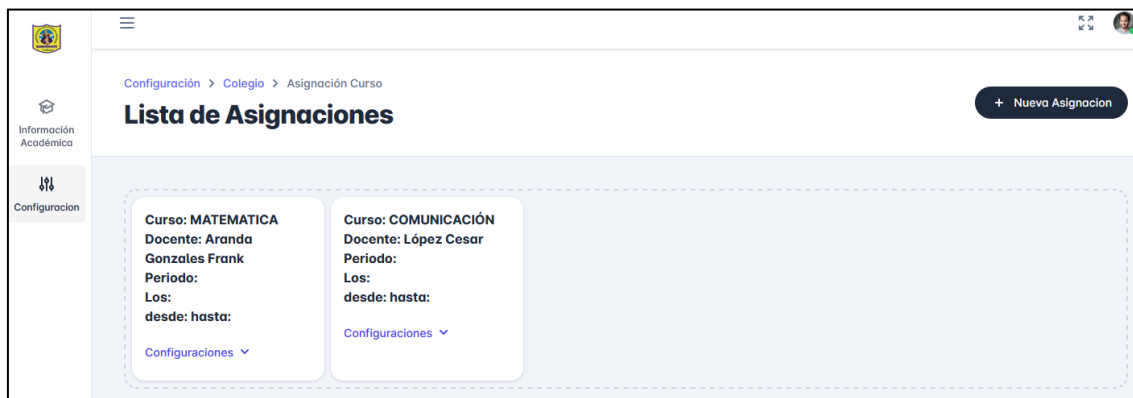 Configuración > Colegio > Asignación Curso
Lista de Asignaciones
+ Nueva Asignacion
Información
Académica
Configuracion
Curso: MATEMATICA
Docente: Aranda
Gonzales Frank
Periodo:
Los:
desde: hasta:
Configuraciones
Curso: COMUNICACIÓN
Docente: López Cesar
Periodo:
Los:
desde: hasta:
Configuraciones